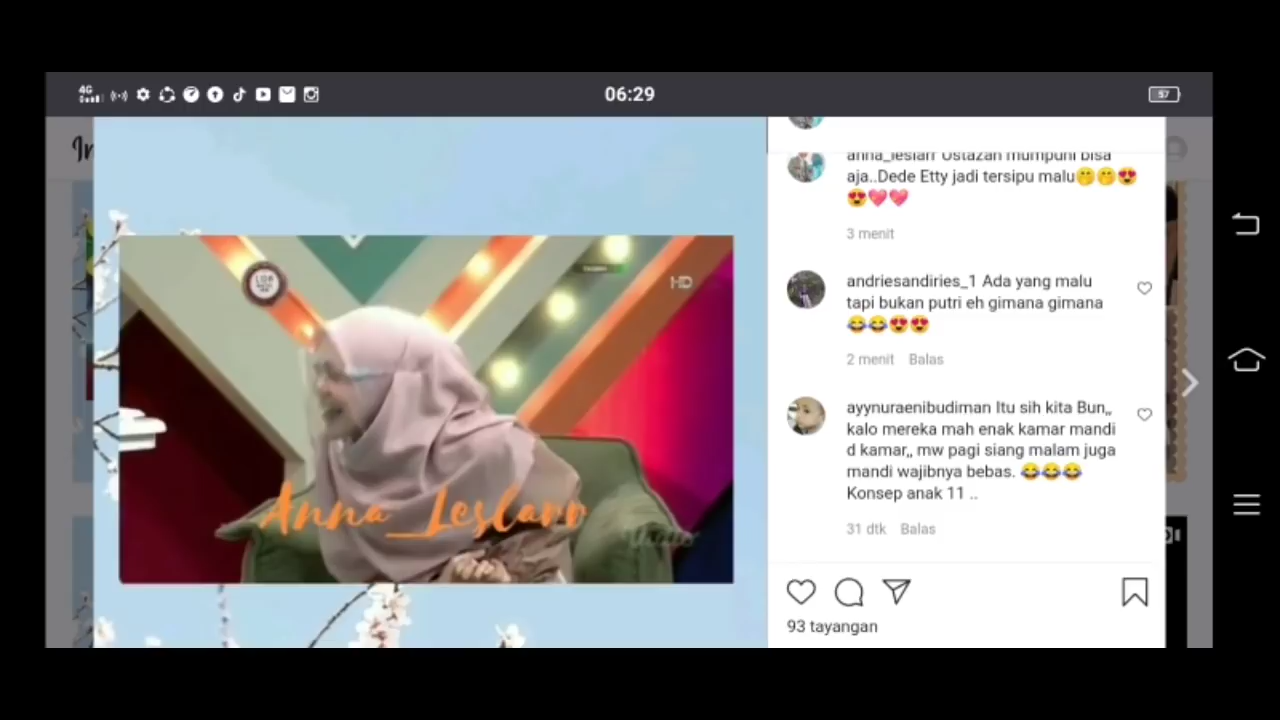 4G
06:29
57
anna_leslarr Ustazah mumpuni bisa
aja..Dede Etty jadi tersipu malu🤭🤭😍
😍💖💖
3 menit
andriesandiries_1 Ada yang malu
tapi bukan putri eh gimana gimana
😂😂😍😍
2 menit Balas
ayynuraenibudiman Itu sih kita Bun,,
kalo mereka mah enak kamar mandi
d kamar,, mw pagi siang malam juga
mandi wajibnya bebas. 😂😂😂
Konsep anak 11 ..
31 dtk Balas
93 tayangan
HD
Anna_Leslarr